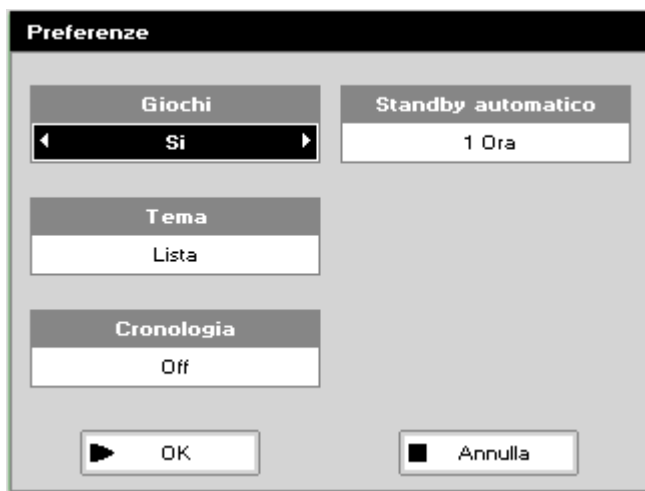 Preferenze
Giochi
Si
Standby automatico
1 Ora
Tema
Lista
Cronologia
Off
OK
Annulla